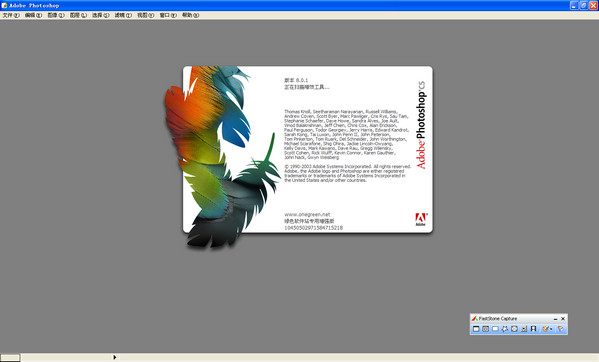 Adobe Photoshop
文件(F) 编辑(E) 图像(I) 图层(L) 选择(S) 滤镜(T) 视图(V) 窗口(W) 帮助(H)
版本 8.0.1
正在扫描增效工具...
Thomas Knoll, Seetharaman Narayanan, Russell Williams,
Andrew Coven, Scott Byer, Marc Pawliger, Cris Rys, Sau Tam,
Stephanie Schaefer, Dave Howe, Sandra Alves, Joe Ault,
Vinod Balakrishnan, Jeff Chien, Chris Cox, Alan Erickson,
Paul Ferguson, Todor Georgiev, Jerry Harris, Edward Kandrot,
Sarah Kong, Tai Luxon, John Penn II, John Peterson,
Tom Pinkerton, Tom Ruark, Del Schneider, John Worthington,
Michael Scarafone, Shig Ohira, Jackie Lincoln-Owyang,
Kelly Davis, Mark Kawano, Dave Rau, Gregg Wilensky,
Scott Cohen, Rick Wulff, Kevin Connor, Karen Gauthier,
John Nack, Gwyn Weisberg
© 1990-2003 Adobe Systems Incorporated. All rights reserved.
Adobe, the Adobe logo and Photoshop are either registered
trademarks or trademarks of Adobe Systems Incorporated in
the United States and/or other countries.
Adobe Photoshop CS
www.onegreen.net
绿色软件站专用增强版
10450502971584715218
Adobe
FastStone Capture